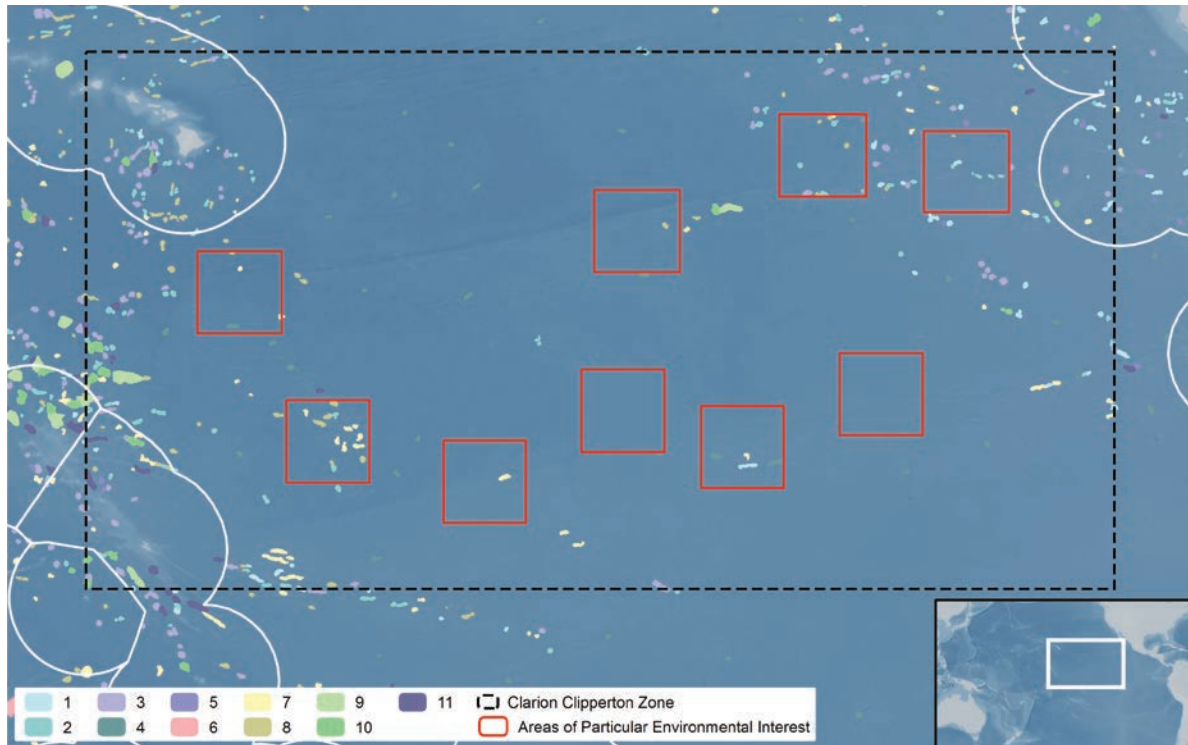 1 3 5 7 9 11 Clarion Clipperton Zone
2 4 6 8 10 Areas of Particular Environmental Interest